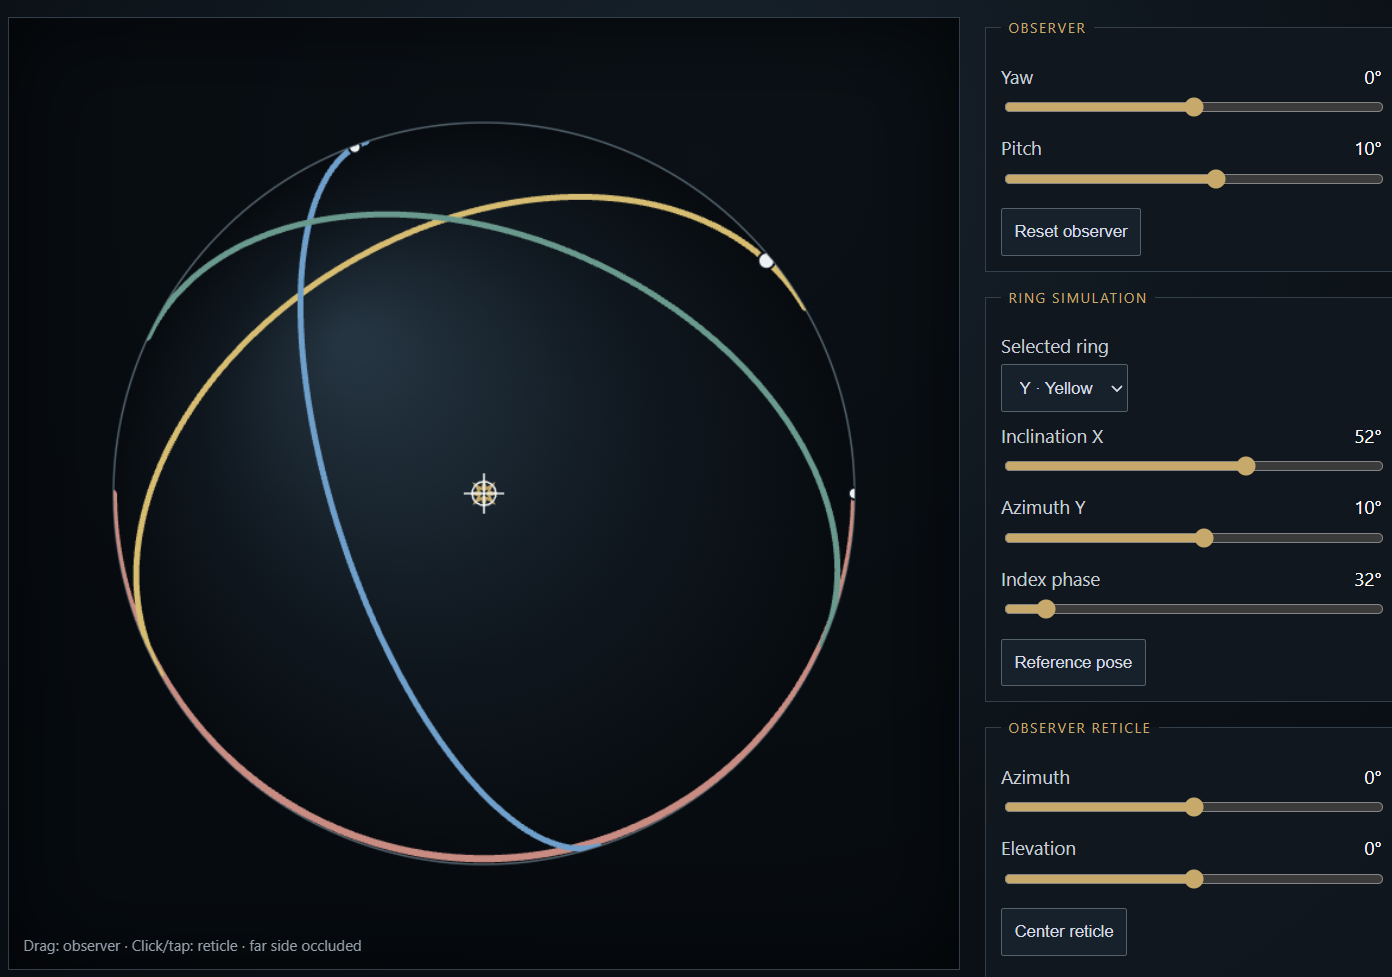 OBSERVER
Yaw 0°
Pitch 10°
Reset observer
RING SIMULATION
Selected ring
Y · Yellow
Inclination X 52°
Azimuth Y 10°
Index phase 32°
Reference pose
OBSERVER RETICLE
Azimuth 0°
Elevation 0°
Center reticle
Drag: observer · Click/tap: reticle · far side occluded